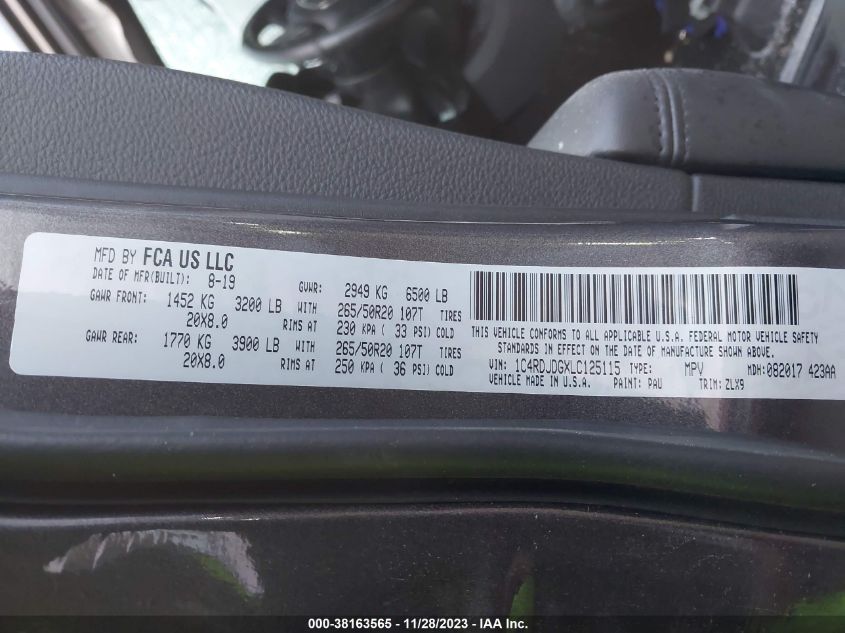 MFD BY FCA US LLC
DATE OF MFR(BUILT): 8-19 GVWR: 2949 KG 6500 LB
GAWR FRONT: 1452 KG 3200 LB WITH 265/50R20 107T TIRES
20X8.0 RIMS AT 230 KPA ( 33 PSI) COLD
GAWR REAR: 1770 KG 3900 LB WITH 265/50R20 107T TIRES
20X8.0 RIMS AT 250 KPA ( 36 PSI) COLD
THIS VEHICLE CONFORMS TO ALL APPLICABLE U.S.A. FEDERAL MOTOR VEHICLE SAFETY
STANDARDS IN EFFECT ON THE DATE OF MANUFACTURE SHOWN ABOVE.
VIN: 1C4RDJDGXLC125115 TYPE: MPV MDH: 082017 423AA
VEHICLE MADE IN U.S.A. PAINT: PAU TRIM: ZLX9
000-38163565 - 11/28/2023 - IAA Inc.